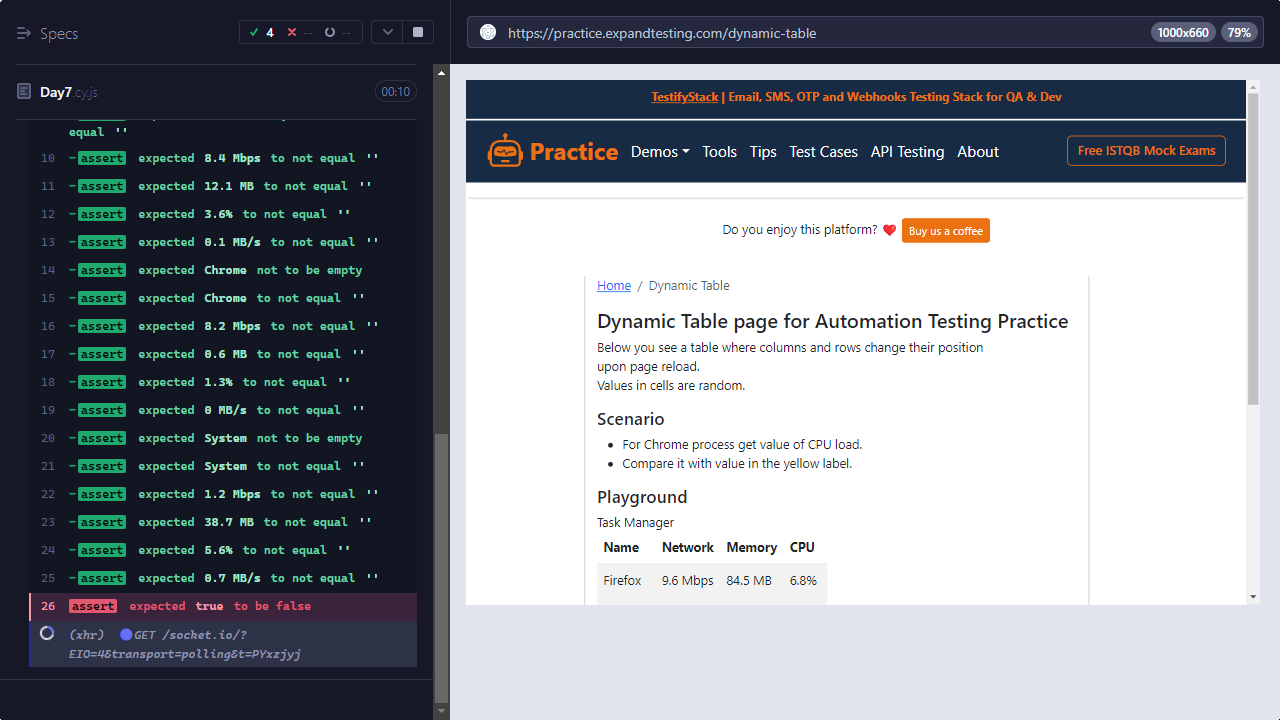 Specs
4
--
--
https://practice.expandtesting.com/dynamic-table
1000x660
79%
Day7.cy.js
00:10
equal ''
10 -assert expected 8.4 Mbps to not equal ''
11 -assert expected 12.1 MB to not equal ''
12 -assert expected 3.6% to not equal ''
13 -assert expected 0.1 MB/s to not equal ''
14 -assert expected Chrome not to be empty
15 -assert expected Chrome to not equal ''
16 -assert expected 8.2 Mbps to not equal ''
17 -assert expected 0.6 MB to not equal ''
18 -assert expected 1.3% to not equal ''
19 -assert expected 0 MB/s to not equal ''
20 -assert expected System not to be empty
21 -assert expected System to not equal ''
22 -assert expected 1.2 Mbps to not equal ''
23 -assert expected 38.7 MB to not equal ''
24 -assert expected 5.6% to not equal ''
25 -assert expected 0.7 MB/s to not equal ''
26 assert expected true to be false
(xhr) GET /socket.io/?
EIO=4&transport=polling&t=PYxzjyj
TestifyStack | Email, SMS, OTP and Webhooks Testing Stack for QA & Dev
Practice
Demos Tools Tips Test Cases API Testing About
Free ISTQB Mock Exams
Do you enjoy this platform? ❤️ Buy us a coffee
Home / Dynamic Table
Dynamic Table page for Automation Testing Practice
Below you see a table where columns and rows change their position
upon page reload.
Values in cells are random.
Scenario
• For Chrome process get value of CPU load.
• Compare it with value in the yellow label.
Playground
Task Manager
Name Network Memory CPU
Firefox 9.6 Mbps 84.5 MB 6.8%